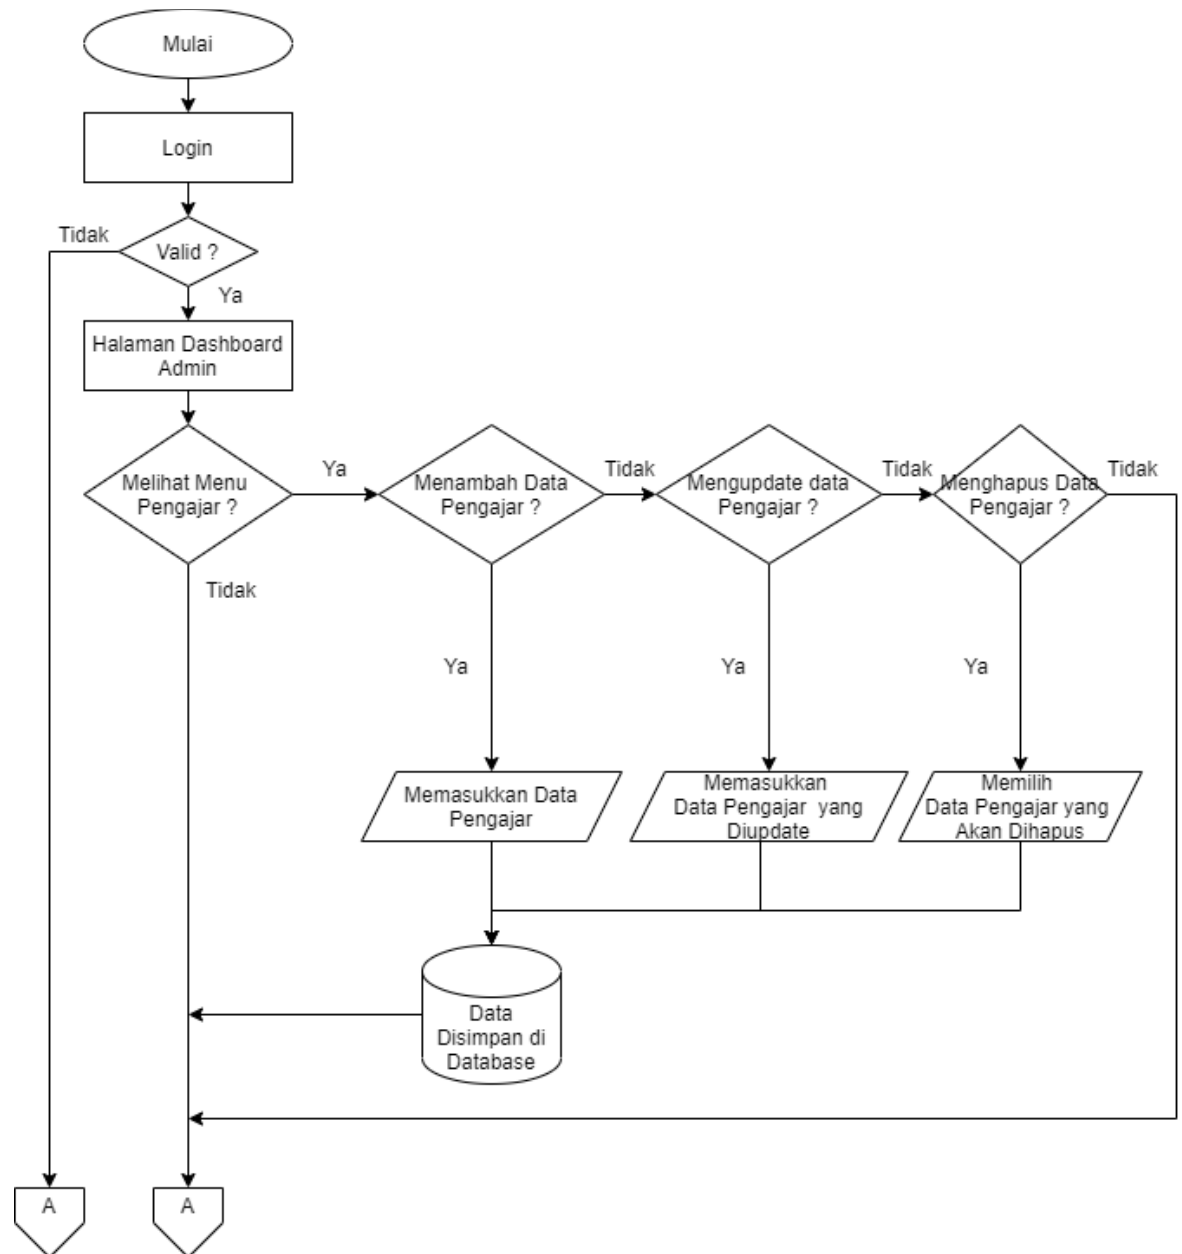 Mulai
Login
Tidak
Valid ?
Ya
Halaman Dashboard
Admin
Melihat Menu
Pengajar ?
Ya
Menambah Data
Pengajar ?
Tidak
Mengupdate data
Pengajar ?
Tidak
Menghapus Data
Pengajar ?
Tidak
Tidak
Ya
Ya
Ya
Memasukkan Data
Pengajar
Memasukkan
Data Pengajar yang
Diupdate
Memilih
Data Pengajar yang
Akan Dihapus
Data
Disimpan di
Database
A
A